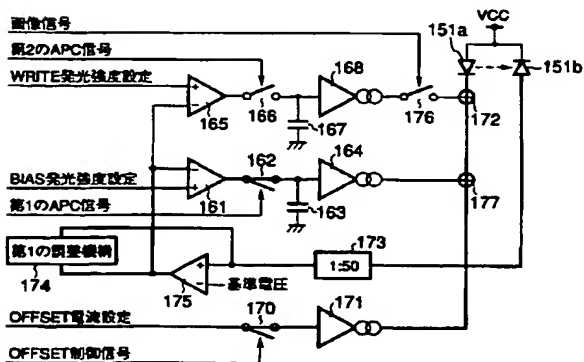 画像信号
第2のAPC信号
WRITE発光強度設定
VCC
151a
151b
168
165
166
167
176
172
BIAS発光強度設定
第1のAPC信号
162
164
161
163
177
第1の調整機構
174
175
基準電圧
173
1:50
170
171
OFFSET電流設定
OFFSET制御信号